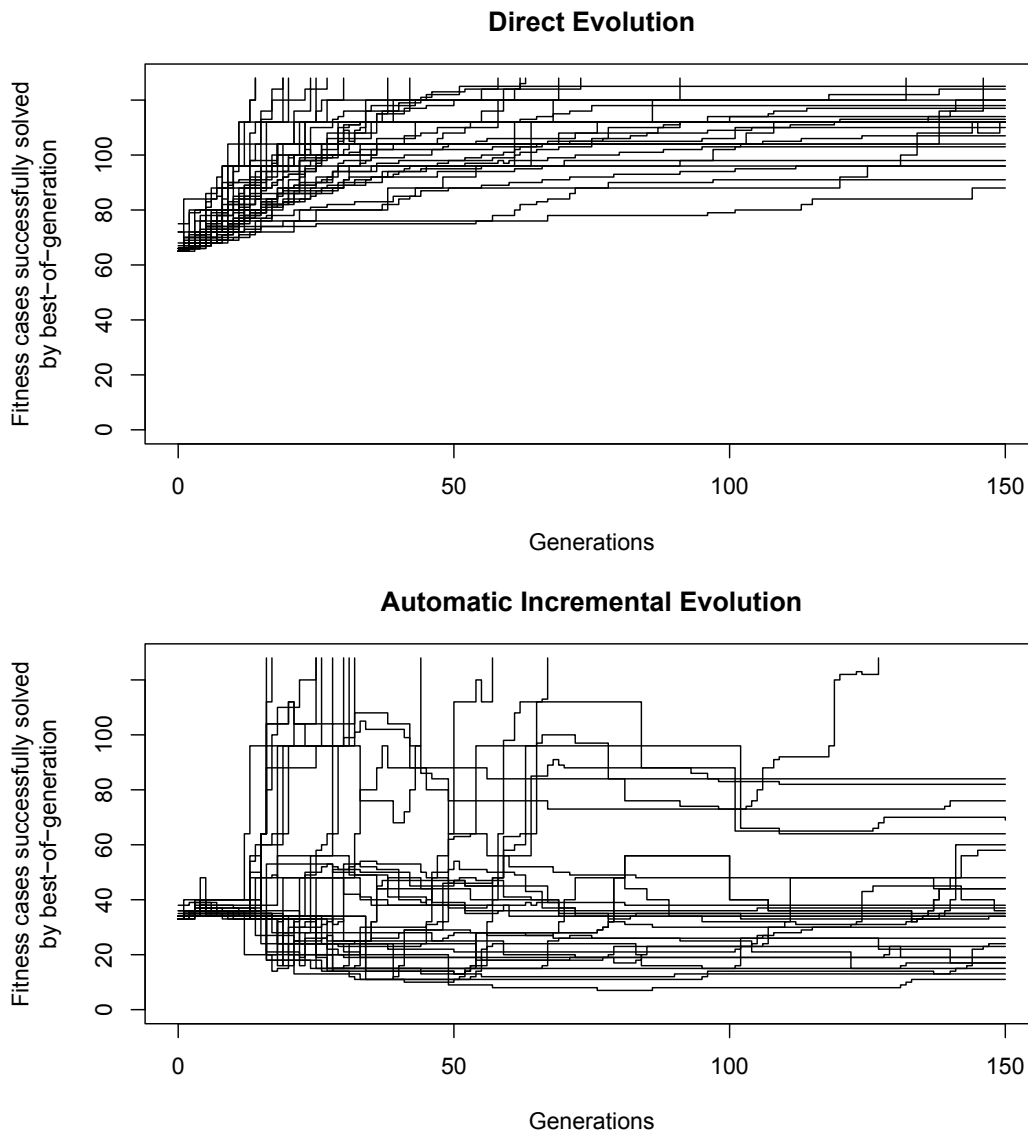 Direct Evolution
Fitness cases successfully solved
by best−of−generation
100
80
60
40
20
0
0 50 100 150
Generations
Automatic Incremental Evolution
Fitness cases successfully solved
by best−of−generation
100
80
60
40
20
0
0 50 100 150
Generations